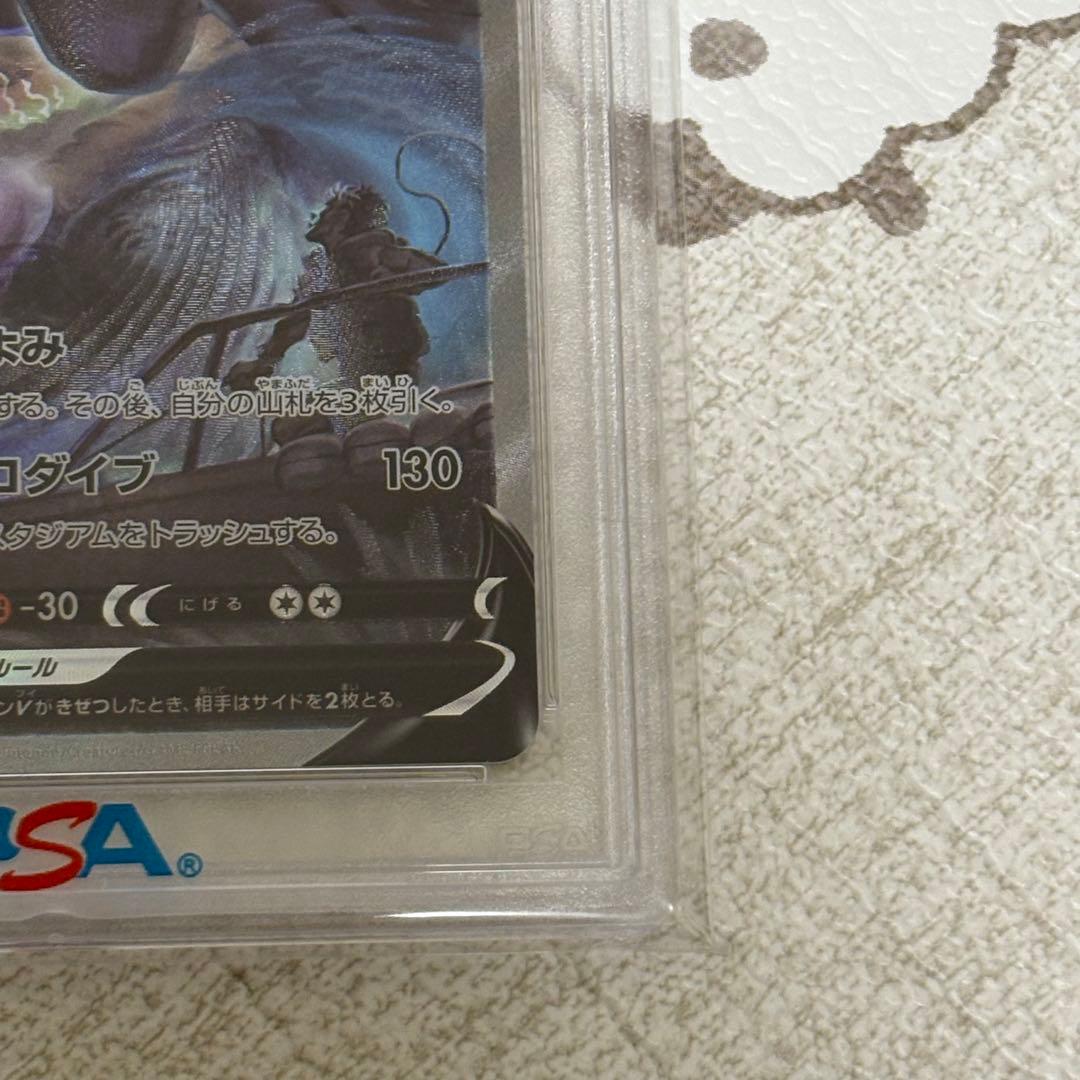 よみ
する。その後、自分の山札を3枚引く。
ロダイブ 130
スタジアムをトラッシュする。
-30 にげる
ルール
ンVがきぜつしたとき、相手はサイドを2枚とる。
PSA®
PSA